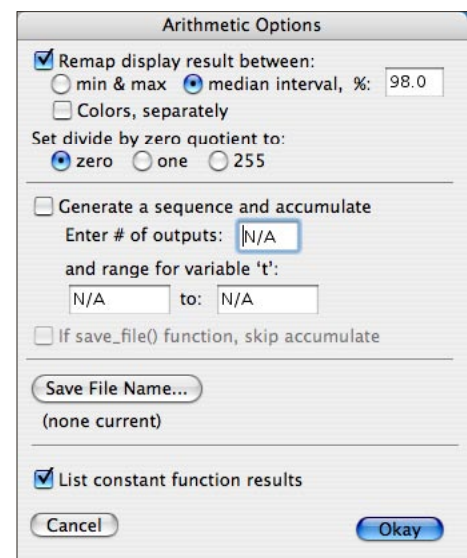 Arithmetic Options
Remap display result between:
min & max median interval, %: 98.0
Colors, separately
Set divide by zero quotient to:
zero one 255
Generate a sequence and accumulate
Enter # of outputs: N/A
and range for variable ‘t’:
N/A to: N/A
If save_file() function, skip accumulate
Save File Name...
(none current)
List constant function results
Cancel Okay